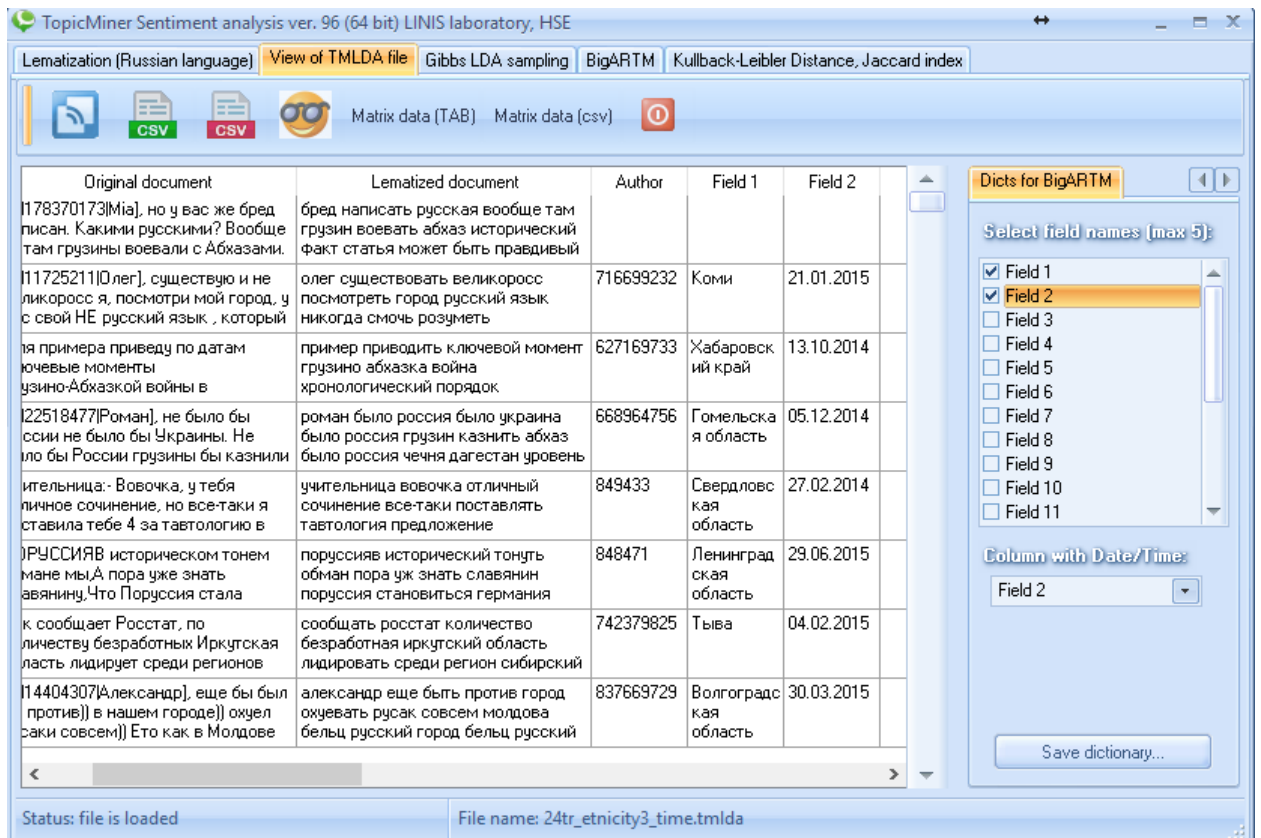 TopicMiner Sentiment analysis ver. 96 (64 bit) LINIS laboratory, HSE
Lematization (Russian language) View of TMLDA file Gibbs LDA sampling BigARTM Kullback-Leibler Distance, Jaccard index
CSV CSV Matrix data (TAB) Matrix data (csv)
Original document Lematized document Author Field 1 Field 2
178370173|Mia], но у вас же бред
писан. Какими русскими? Вообще
там грузины воевали с Абхазами.
бред написать русская вообще там
грузин воевать абхаз исторический
факт статья может быть правдивый
11725211|Олег], существую и не
ликоросс я, посмотри мой город, у
с свой НЕ русский язык , который
олег существовать великоросс
посмотреть город русский язык
никогда смочь розуметь
716699232
Коми
21.01.2015
ля примера приведу по датам
ючевые моменты
узино-Абхазкой войны в
пример приводить ключевой момент
грузино абхазка война
хронологический порядок
627169733
Хабаровск
ий край
13.10.2014
22518477|Роман], не было бы
ссии не было бы Украины. Не
ло бы России грузины бы казнили
роман было россия было украина
было россия грузин казнить абхаз
было россия чечня дагестан уровень
668964756
Гомельска
я область
05.12.2014
ительница:- Вовочка, у тебя
личное сочинение, но все-таки я
ставила тебе 4 за тавтологию в
учительница вовочка отличный
сочинение все-таки поставлять
тавтология предложение
849433
Свердловс
кая
область
27.02.2014
ОРУССИЯВ историческом тонем
мане мы,А пора уже знать
авянину,Что Поруссия стала
поруссияв исторический тонуть
обман пора уж знать славянин
поруссия становиться германия
848471
Ленинград
ская
область
29.06.2015
к сообщает Росстат, по
личеству безработных Иркутская
ласть лидирует среди регионов
сообщать росстат количество
безработная иркутский область
лидировать среди регион сибирский
742379825
Тыва
04.02.2015
14404307|Александр], еще бы был
против)) в нашем городе)) охуел
саки совсем)) Ето как в Молдове
александр еще быть против город
охуевать русак совсем молдова
бельц русский город бельц русский
837669729
Волгоградс
кая
область
30.03.2015
Dicts for BigARTM
Select field names (max 5):
Field 1
Field 2
Field 3
Field 4
Field 5
Field 6
Field 7
Field 8
Field 9
Field 10
Field 11
Column with Date/Time:
Field 2
Save dictionary...
Status: file is loaded File name: 24tr_etnicity3_time.tmlda